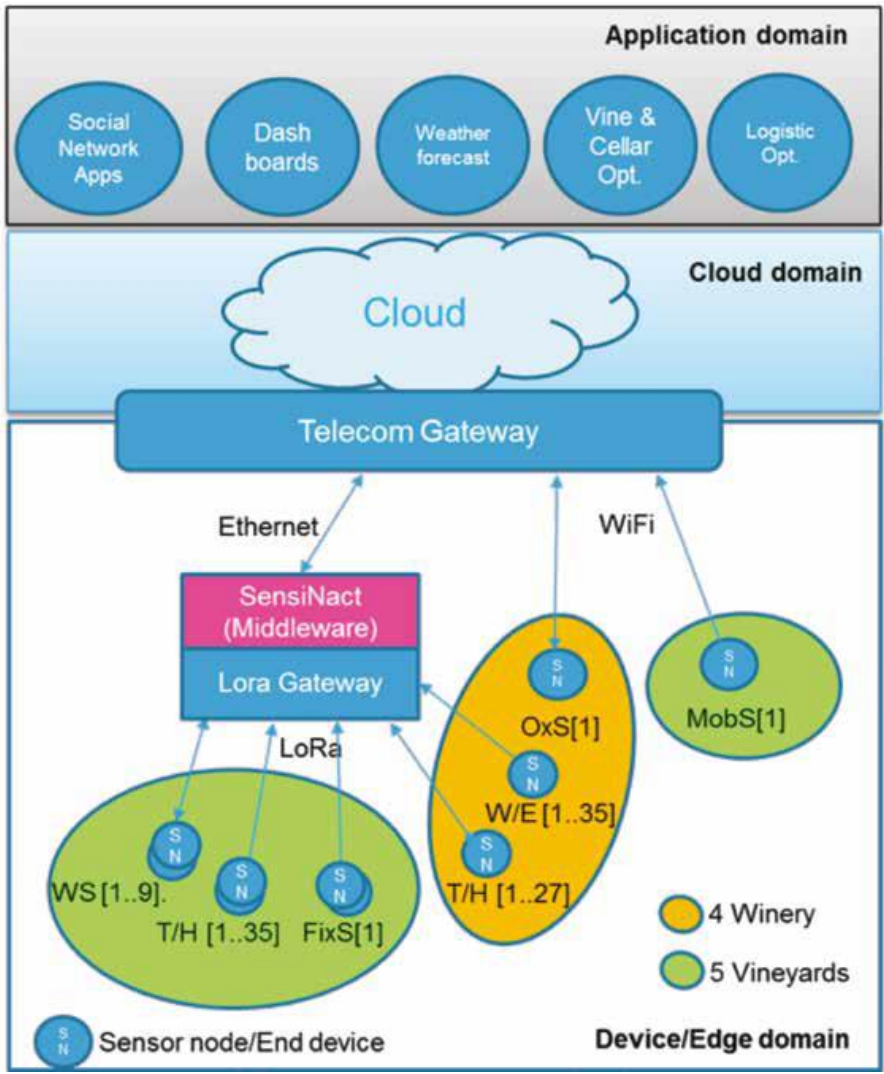 Application domain
Social
Network
Apps
Dash
boards
Weather
forecast
Vine &
Cellar
Opt.
Logistic
Opt.
Cloud domain
Cloud
Telecom Gateway
Ethernet
WiFi
SensiNact
(Middleware)
Lora Gateway
LoRa
S
N
OxS[1]
S
N
MobS[1]
S
N
W/E [1..35]
S
N
T/H [1..27]
S
N
WS [1..9].
S
N
T/H [1..35]
S
N
FixS[1]
4 Winery
5 Vineyards
S
N
Sensor node/End device
Device/Edge domain